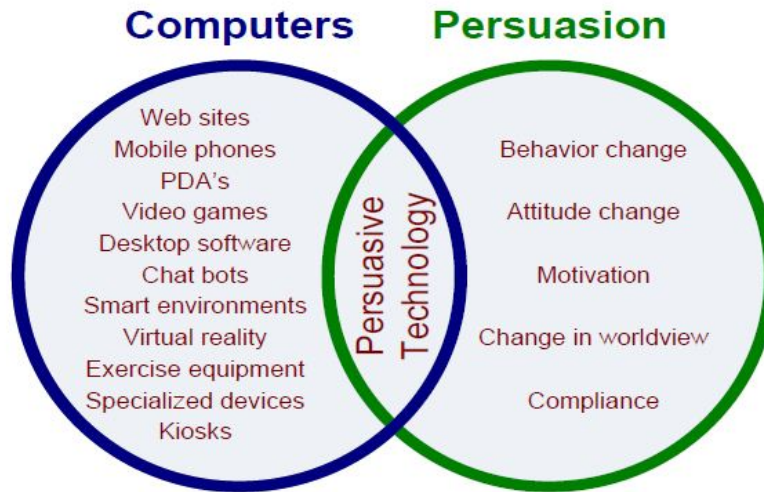 Computers
Persuasion
Web sites
Mobile phones
PDA's
Video games
Desktop software
Chat bots
Smart environments
Virtual reality
Exercise equipment
Specialized devices
Kiosks
Persuasive
Technology
Behavior change
Attitude change
Motivation
Change in worldview
Compliance